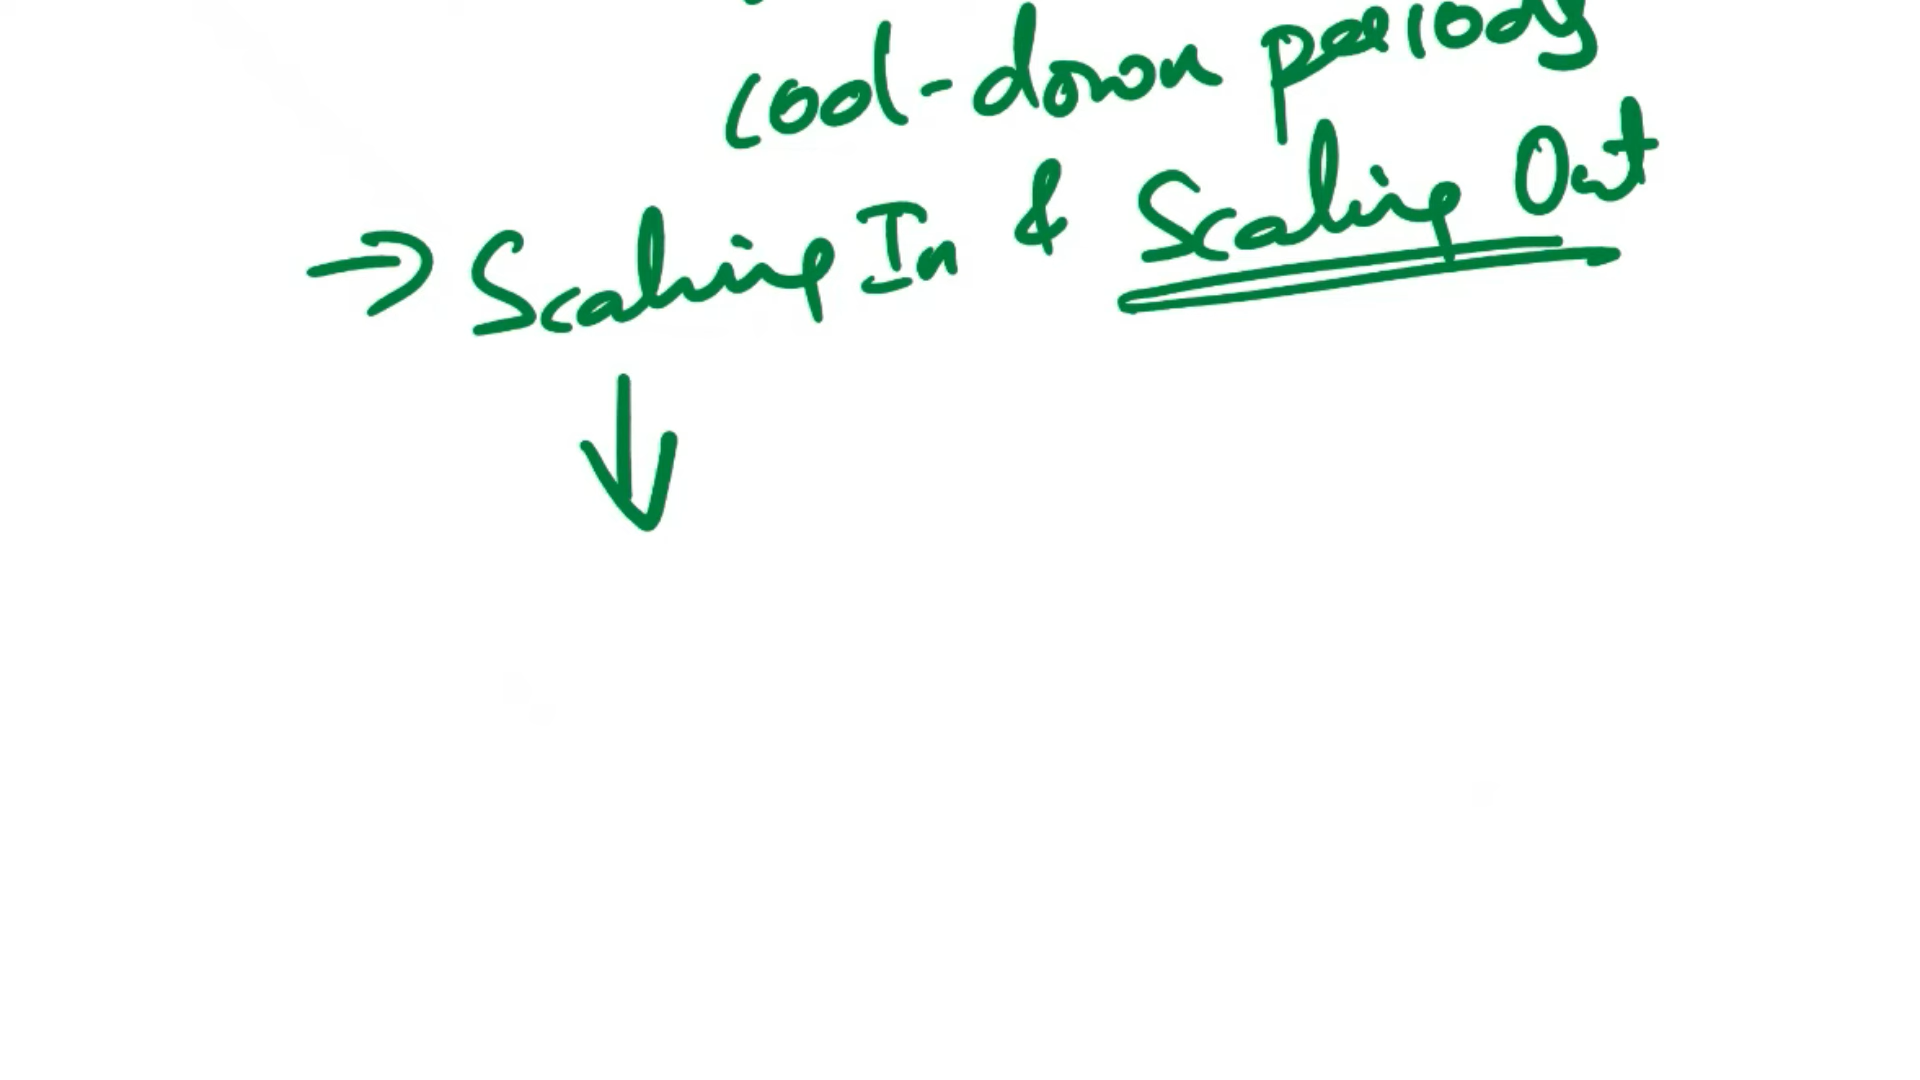 cool-down periods
→ Scaling In & Scaling Out
↓